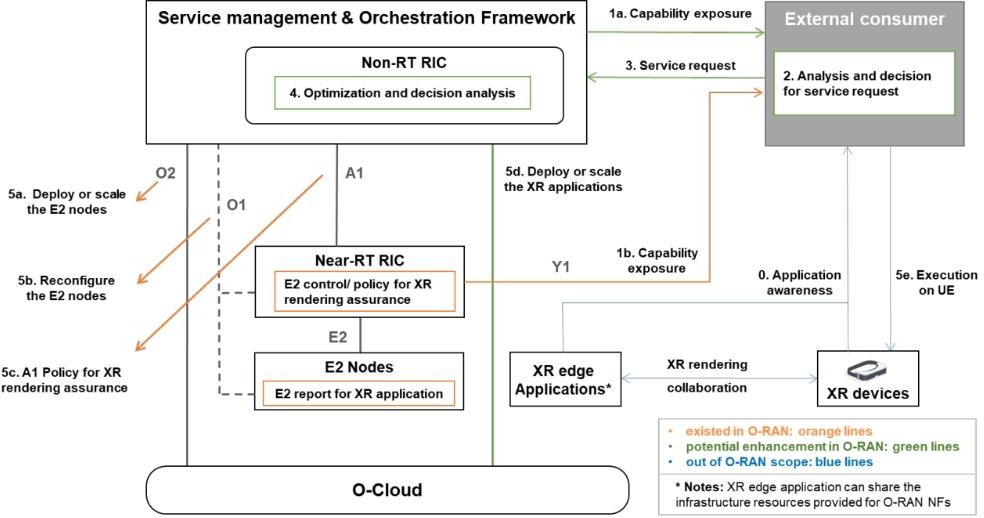 Service management & Orchestration Framework
Non-RT RIC
4. Optimization and decision analysis
1a. Capability exposure
3. Service request
External consumer
2. Analysis and decision
for service request
O2
A1
O1
5a. Deploy or scale
the E2 nodes
5b. Reconfigure
the E2 nodes
5c. A1 Policy for XR
rendering assurance
5d. Deploy or scale
the XR applications
Near-RT RIC
E2 control/ policy for XR
rendering assurance
Y1
1b. Capability
exposure
0. Application
awareness
5e. Execution
on UE
E2
E2 Nodes
E2 report for XR application
XR edge
Applications*
XR rendering
collaboration
XR devices
O-Cloud
• existed in O-RAN: orange lines
• potential enhancement in O-RAN: green lines
• out of O-RAN scope: blue lines
* Notes: XR edge application can share the
infrastructure resources provided for O-RAN NFs